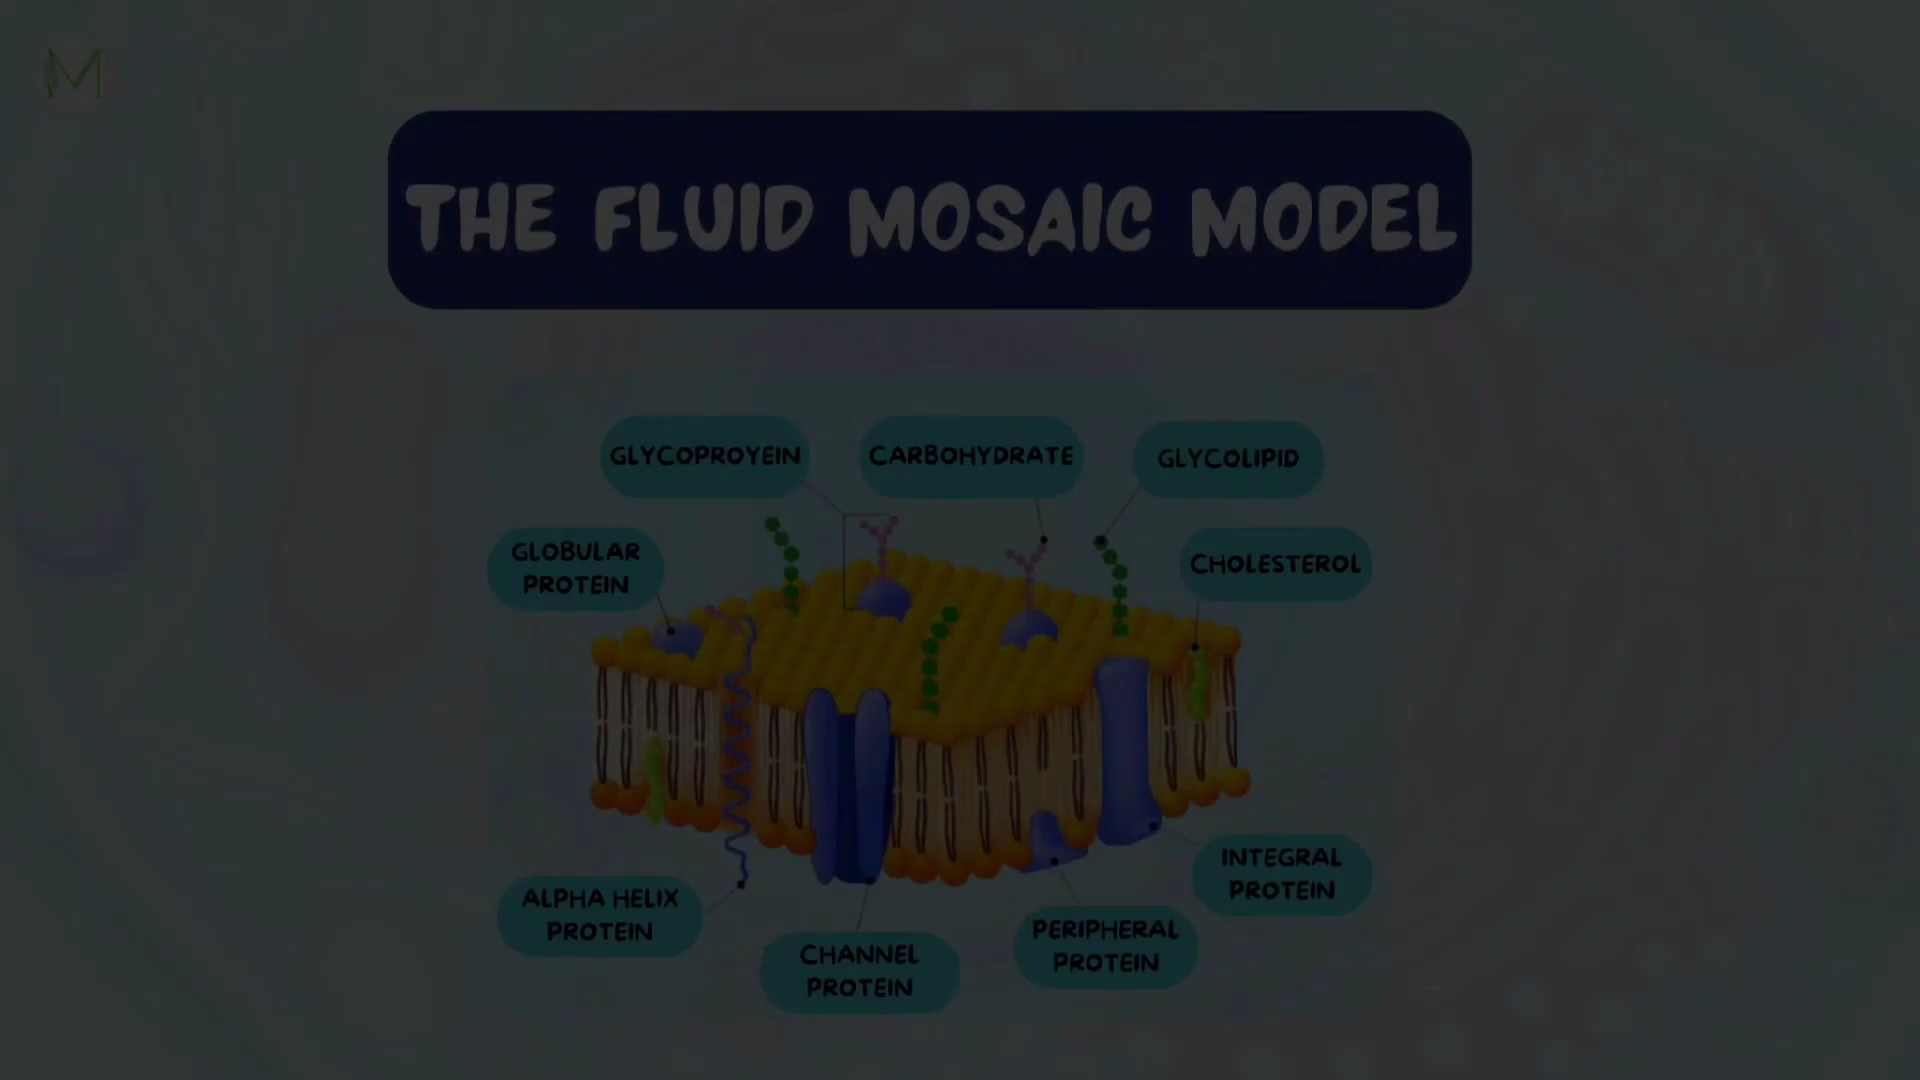 M
THE FLUID MOSAIC MODEL
GLYCOPROYEIN
CARBOHYDRATE
GLYCOLIPID
GLOBULAR
PROTEIN
CHOLESTEROL
INTEGRAL
PROTEIN
ALPHA HELIX
PROTEIN
PERIPHERAL
PROTEIN
CHANNEL
PROTEIN